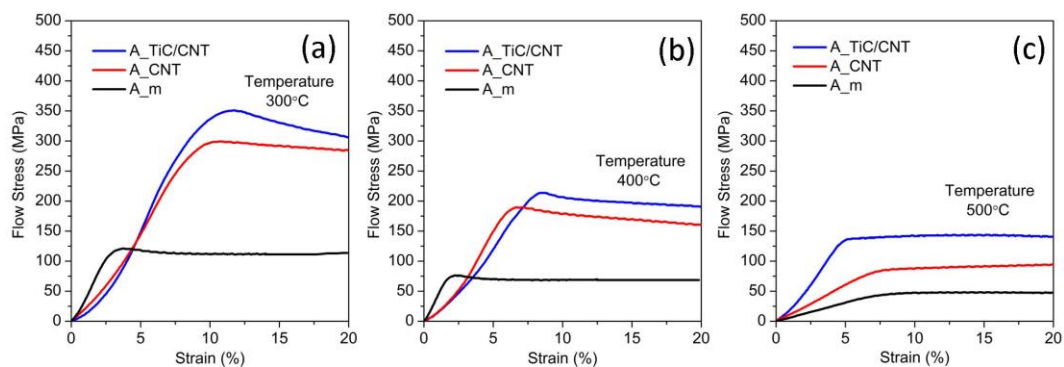 (a)
A_TiC/CNT
A_CNT
A_m
Temperature
300°C
Flow Stress (MPa)
500
450
400
350
300
250
200
150
100
50
0
0 5 10 15 20
Strain (%)
(b)
A_TiC/CNT
A_CNT
A_m
Temperature
400°C
Flow Stress (MPa)
500
450
400
350
300
250
200
150
100
50
0
0 5 10 15 20
Strain (%)
(c)
A_TiC/CNT
A_CNT
A_m
Temperature
500°C
Flow Stress (MPa)
500
450
400
350
300
250
200
150
100
50
0
0 5 10 15 20
Strain (%)